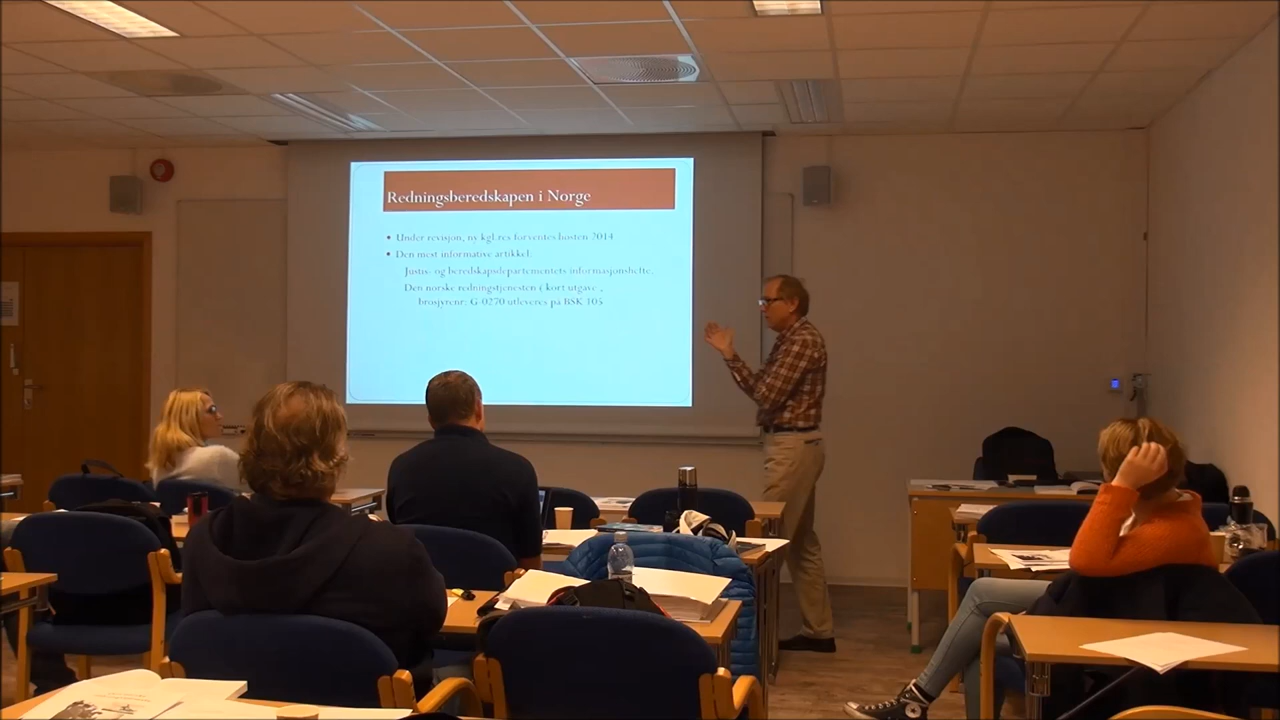 Redningsberedskapen i Norge
• Under revisjon, ny kgl.res forventes høsten 2014
• Den mest informative artikkel:
Justis- og beredskapsdepartementets informasjonshefte,
Den norske redningstjenesten ( kort utgave ,
brosjyrenr: G-0270 utleveres på BSK 105